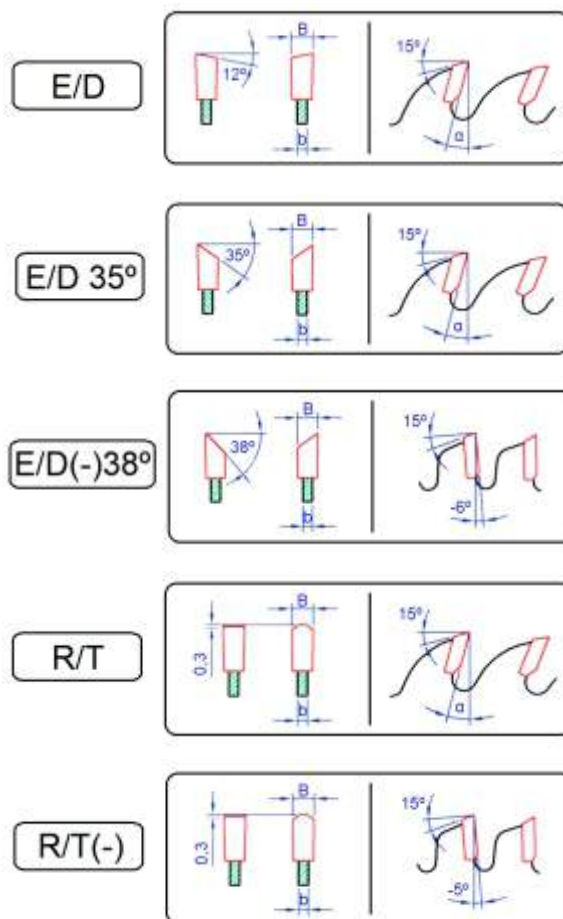 E/D
B
12º
b
15º
a
E/D 35º
B
35º
b
15º
a
E/D(-)38º
B
38º
b
15º
-6º
R/T
B
0,3
b
15º
a
R/T(-)
B
0,3
b
15º
-5º